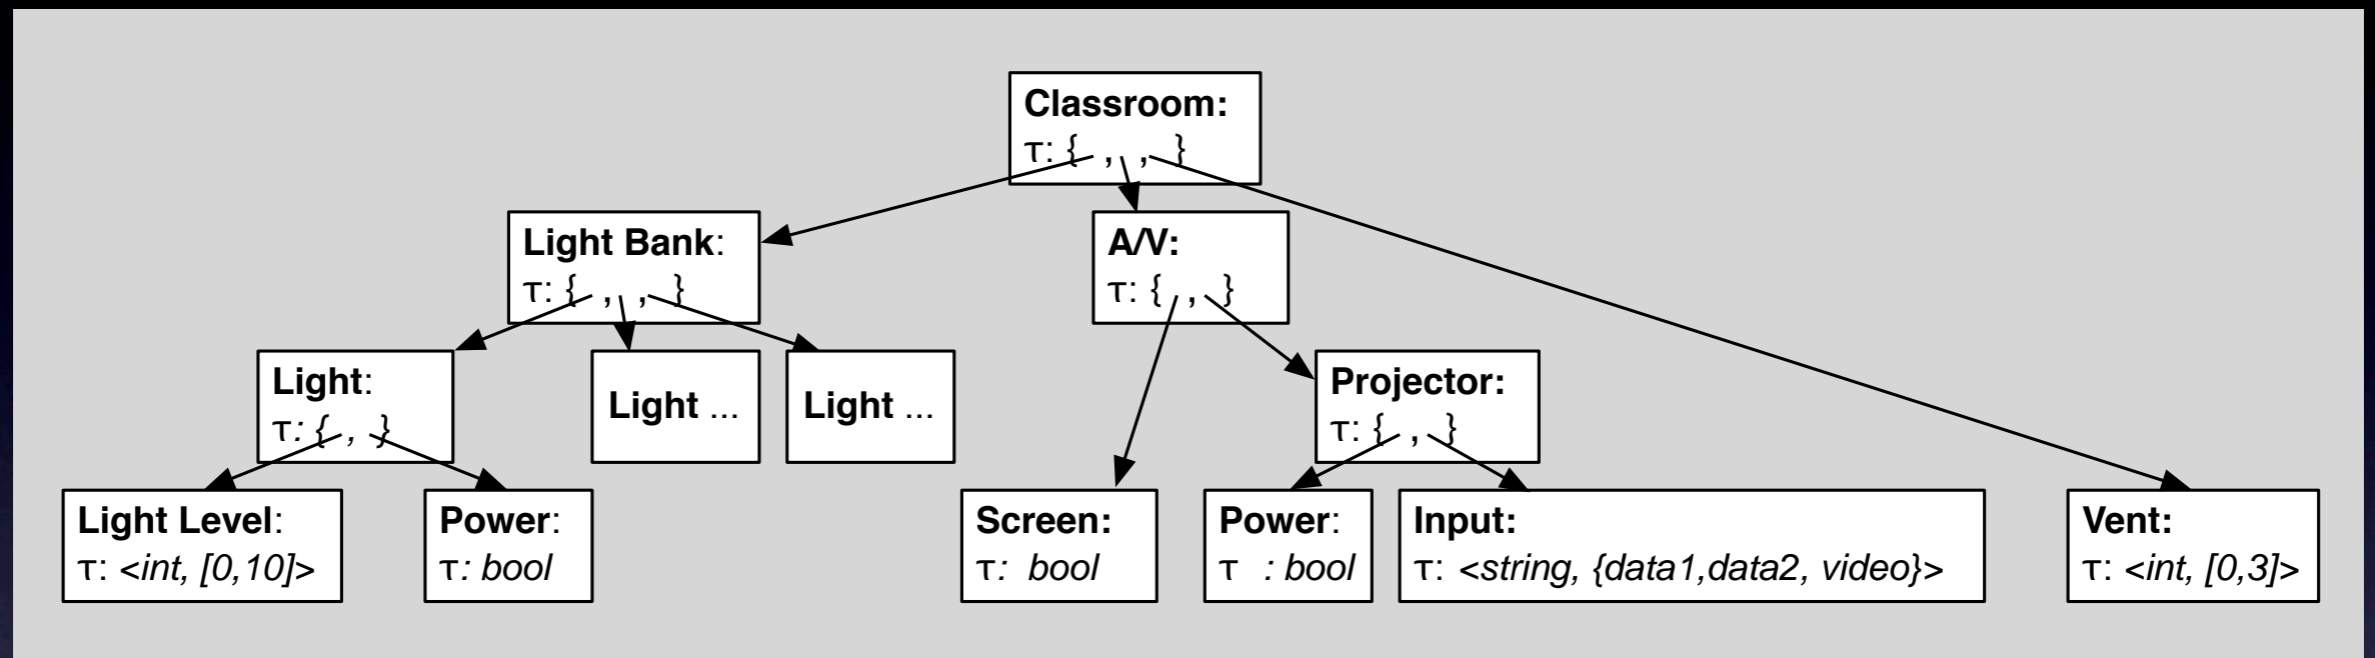 Classroom:
τ: { , , }
Light Bank:
τ: { , , }
A/V:
τ: { , }
Light:
τ: { , }
Light ...
Light ...
Projector:
τ: { , }
Light Level:
τ: <int, [0,10]>
Power:
τ: bool
Screen:
τ: bool
Power:
τ : bool
Input:
τ: <string, {data1,data2, video}>
Vent:
τ: <int, [0,3]>